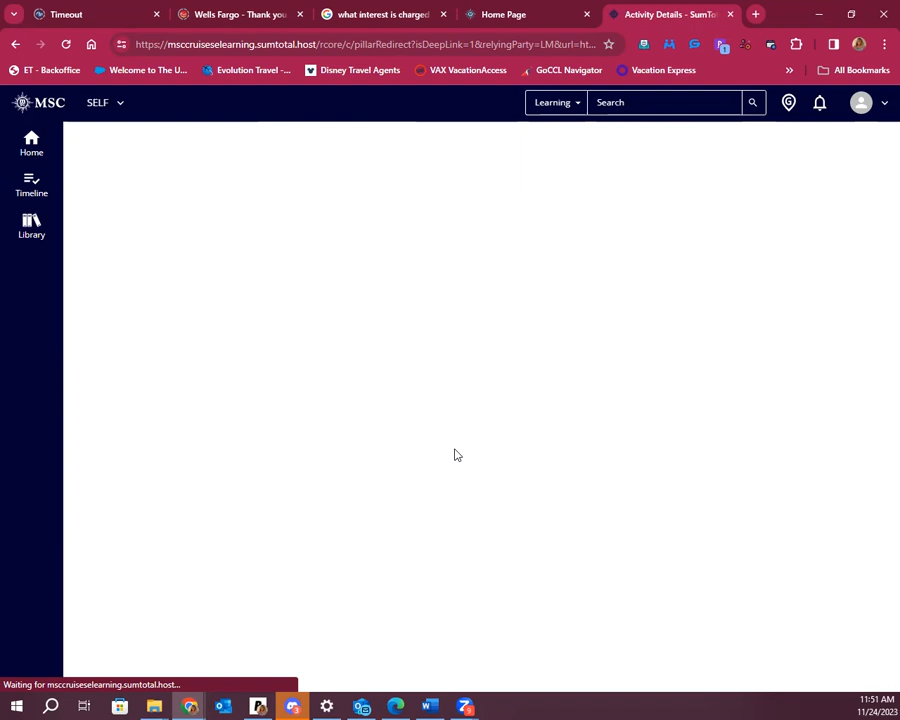 Timeout
Wells Fargo - Thank you
what interest is charged
Home Page
Activity Details - SumTo
https://msccruiseselearning.sumtotal.host/rcore/c/pillarRedirect?isDeepLink=1&relyingParty=LM&url=ht...
ET - Backoffice
Welcome to The U...
Evolution Travel -...
Disney Travel Agents
VAX VacationAccess
GoCCL Navigator
Vacation Express
»
All Bookmarks
MSC
SELF
Learning
Search
Home
Timeline
Library
Waiting for msccruiseselearning.sumtotal.host...
11:51 AM
11/24/2023